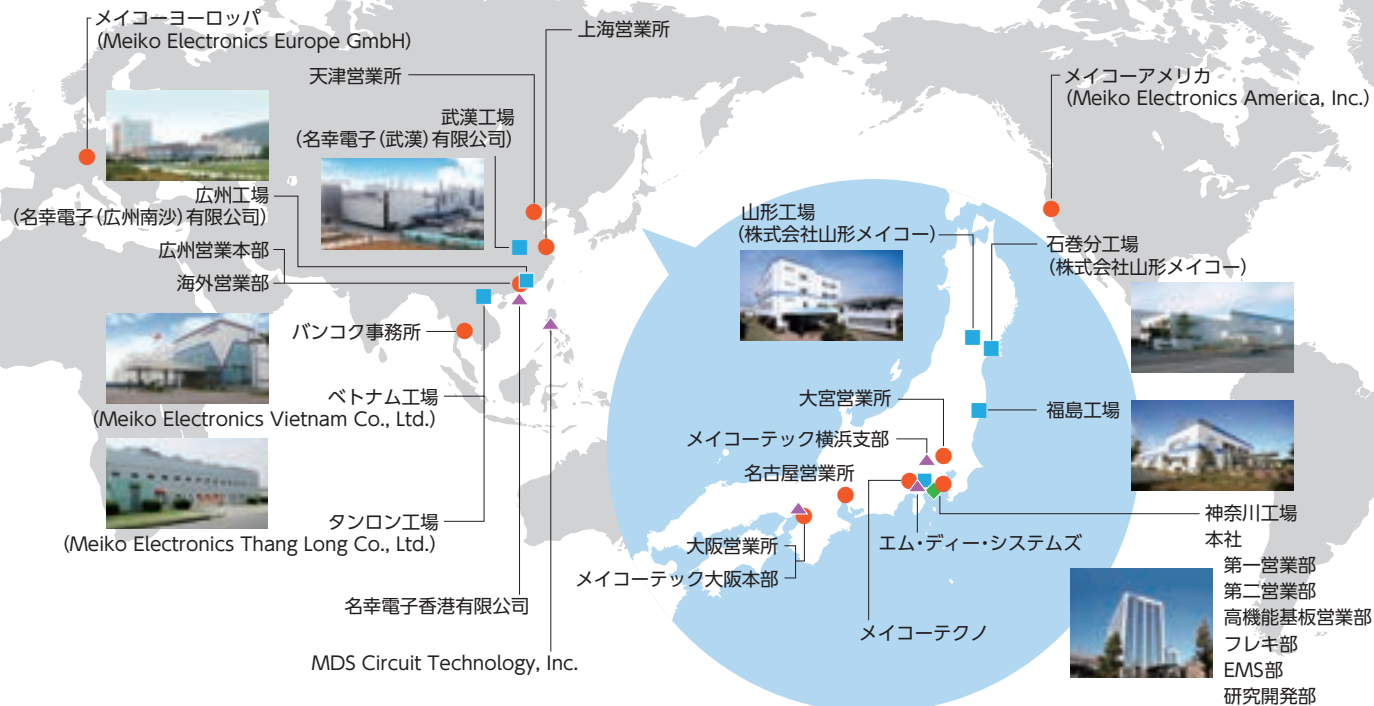 メイコーヨーロッパ
(Meiko Electronics Europe GmbH)
上海営業所
天津営業所
武漢工場
(名幸電子(武漢)有限公司)
広州工場
(名幸電子(広州南沙)有限公司)
広州営業本部
海外営業部
バンコク事務所
ベトナム工場
(Meiko Electronics Vietnam Co., Ltd.)
タンロン工場
(Meiko Electronics Thang Long Co., Ltd.)
名幸電子香港有限公司
MDS Circuit Technology, Inc.
メイコーアメリカ
(Meiko Electronics America, Inc.)
山形工場
(株式会社山形メイコー)
石巻分工場
(株式会社山形メイコー)
福島工場
大宮営業所
メイコーテック横浜支部
名古屋営業所
大阪営業所
メイコーテック大阪本部
エム・ディー・システムズ
メイコーテクノ
神奈川工場
本社
第一営業部
第二営業部
高機能基板営業部
フレキ部
EMS部
研究開発部